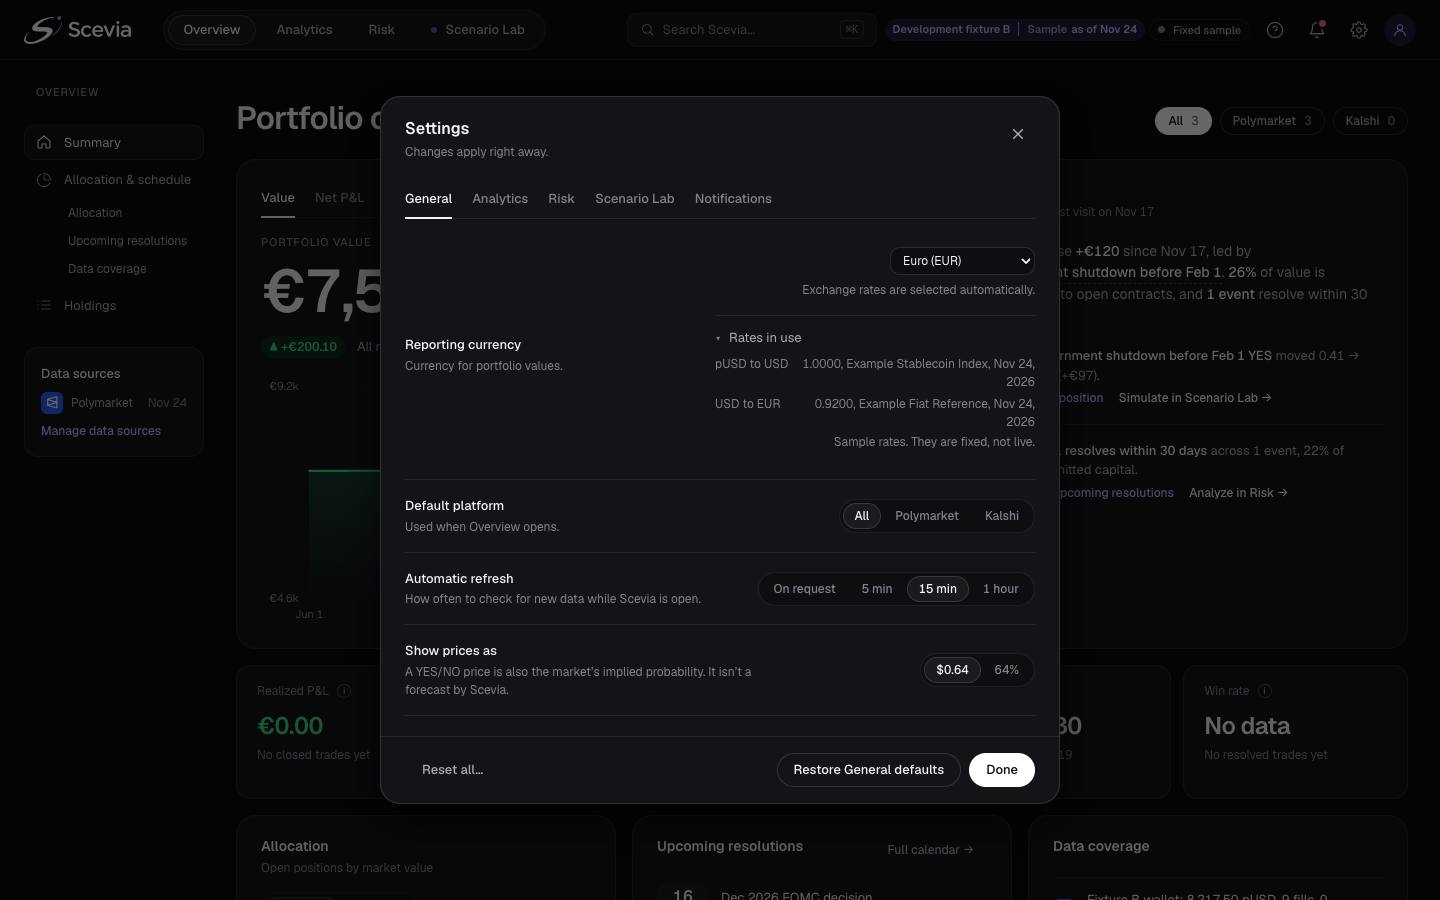 Scevia
Overview
Analytics
Risk
Scenario Lab
Search Scevia...
⌘K
Development fixture B | Sample as of Nov 24
Fixed sample
OVERVIEW
Summary
Allocation & schedule
Allocation
Upcoming resolutions
Data coverage
Holdings
Data sources
Polymarket Nov 24
Manage data sources
Portfolio
All 3
Polymarket 3
Kalshi 0
Value
Net P&L
PORTFOLIO VALUE
€7,5
▲ +€200.10
€9.2k
€4.6k
Jun 1
st visit on Nov 17
+€120 since Nov 17, led by
shutdown before Feb 1. 26% of value is
to open contracts, and 1 event resolve within 30
shutdown before Feb 1 YES moved 0.41 →
(+€97).
position
Simulate in Scenario Lab →
resolves within 30 days across 1 event, 22% of
capital.
upcoming resolutions
Analyze in Risk →
Settings
Changes apply right away.
General
Analytics
Risk
Scenario Lab
Notifications
Reporting currency
Currency for portfolio values.
Euro (EUR)
Exchange rates are selected automatically.
Rates in use
pUSD to USD 1.0000, Example Stablecoin Index, Nov 24,
2026
USD to EUR 0.9200, Example Fiat Reference, Nov 24,
2026
Sample rates. They are fixed, not live.
Default platform
Used when Overview opens.
All
Polymarket
Kalshi
Automatic refresh
How often to check for new data while Scevia is open.
On request
5 min
15 min
1 hour
Show prices as
A YES/NO price is also the market’s implied probability. It isn’t a
forecast by Scevia.
$0.64
64%
Reset all…
Restore General defaults
Done
Realized P&L
€0.00
No closed trades yet
Win rate
No data
No resolved trades yet
Allocation
Open positions by market value
Upcoming resolutions
Full calendar →
16
Dec 2026 FOMC decision
Data coverage
Fixture B wallet: 8,217.50 pUSD, 9 fills, 0